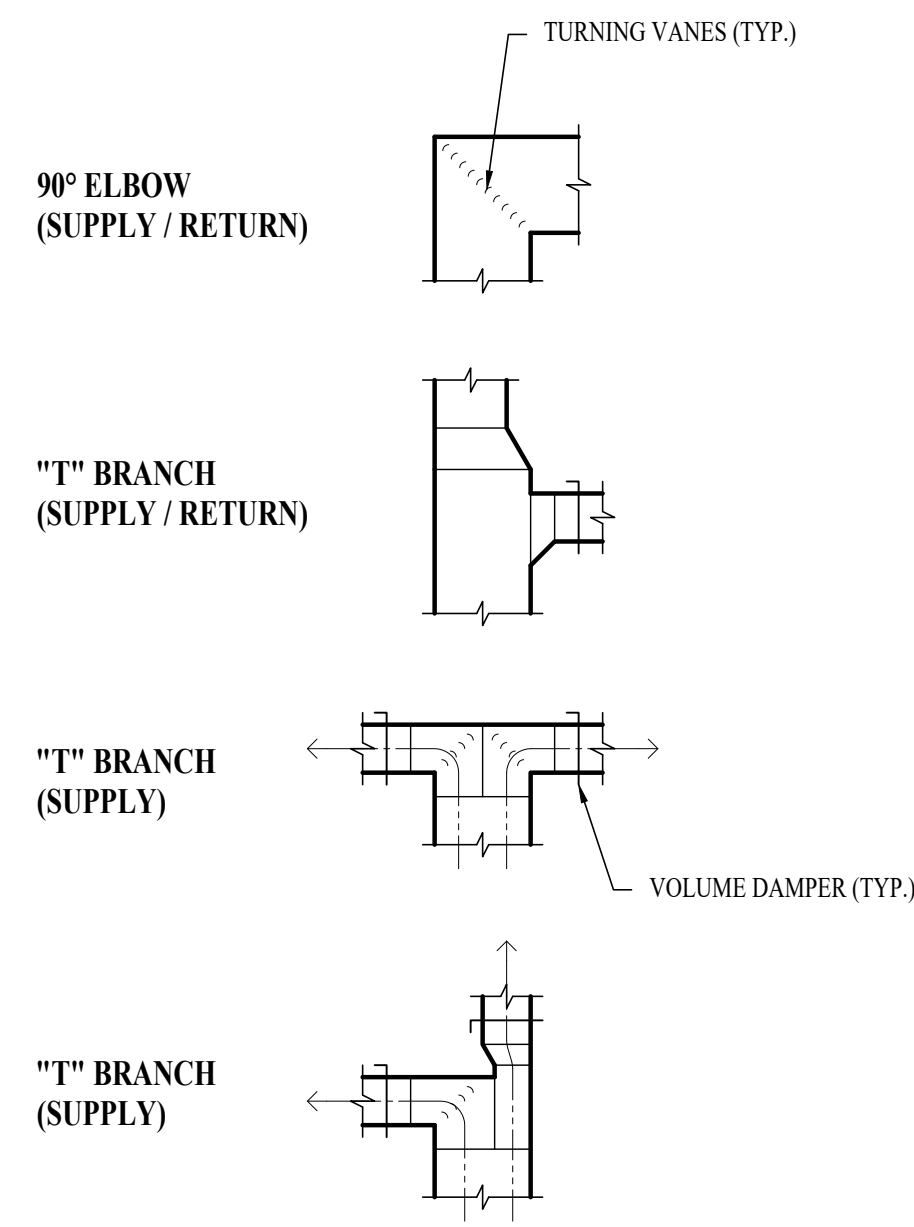 TURNING VANES (TYP.)
90° ELBOW
(SUPPLY / RETURN)
"T" BRANCH
(SUPPLY / RETURN)
"T" BRANCH
(SUPPLY)
VOLUME DAMPER (TYP.)
"T" BRANCH
(SUPPLY)